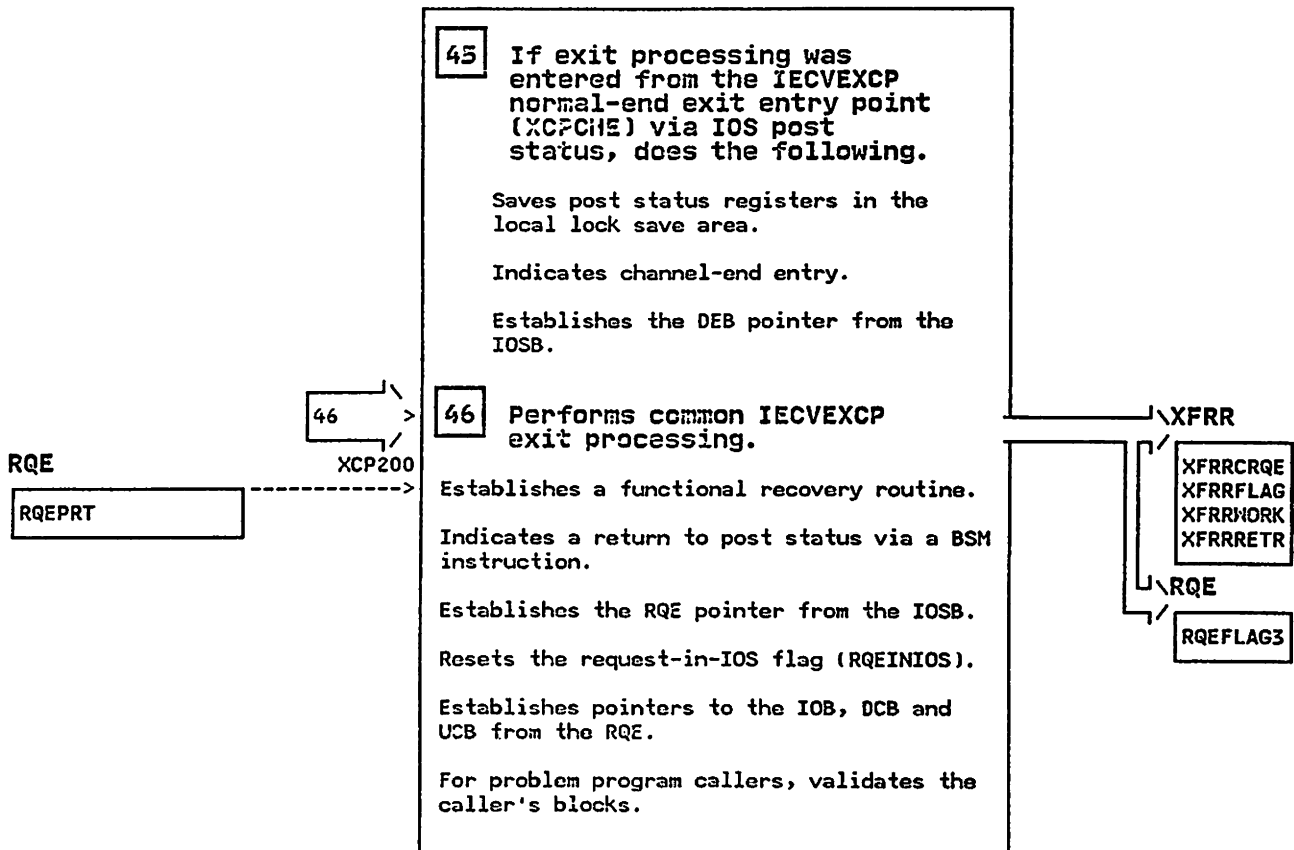 45 If exit processing was
entered from the IECVEXCP
normal-end exit entry point
(XCPCHE) via IOS post
status, does the following.
Saves post status registers in the
local lock save area.
Indicates channel-end entry.
Establishes the DEB pointer from the
IOSB.
46
46 Performs common IECVEXCP
exit processing.
XFRR
XFRRCRQE
XFRRFLAG
XFRRWORK
XFRRRETR
RQE
RQEPRT
XCP200
Establishes a functional recovery routine.
Indicates a return to post status via a BSM
instruction.
Establishes the RQE pointer from the IOSB.
RQE
RQEFLAG3
Resets the request-in-IOS flag (RQEINIOS).
Establishes pointers to the IOB, DCB and
UCB from the RQE.
For problem program callers, validates the
caller's blocks.